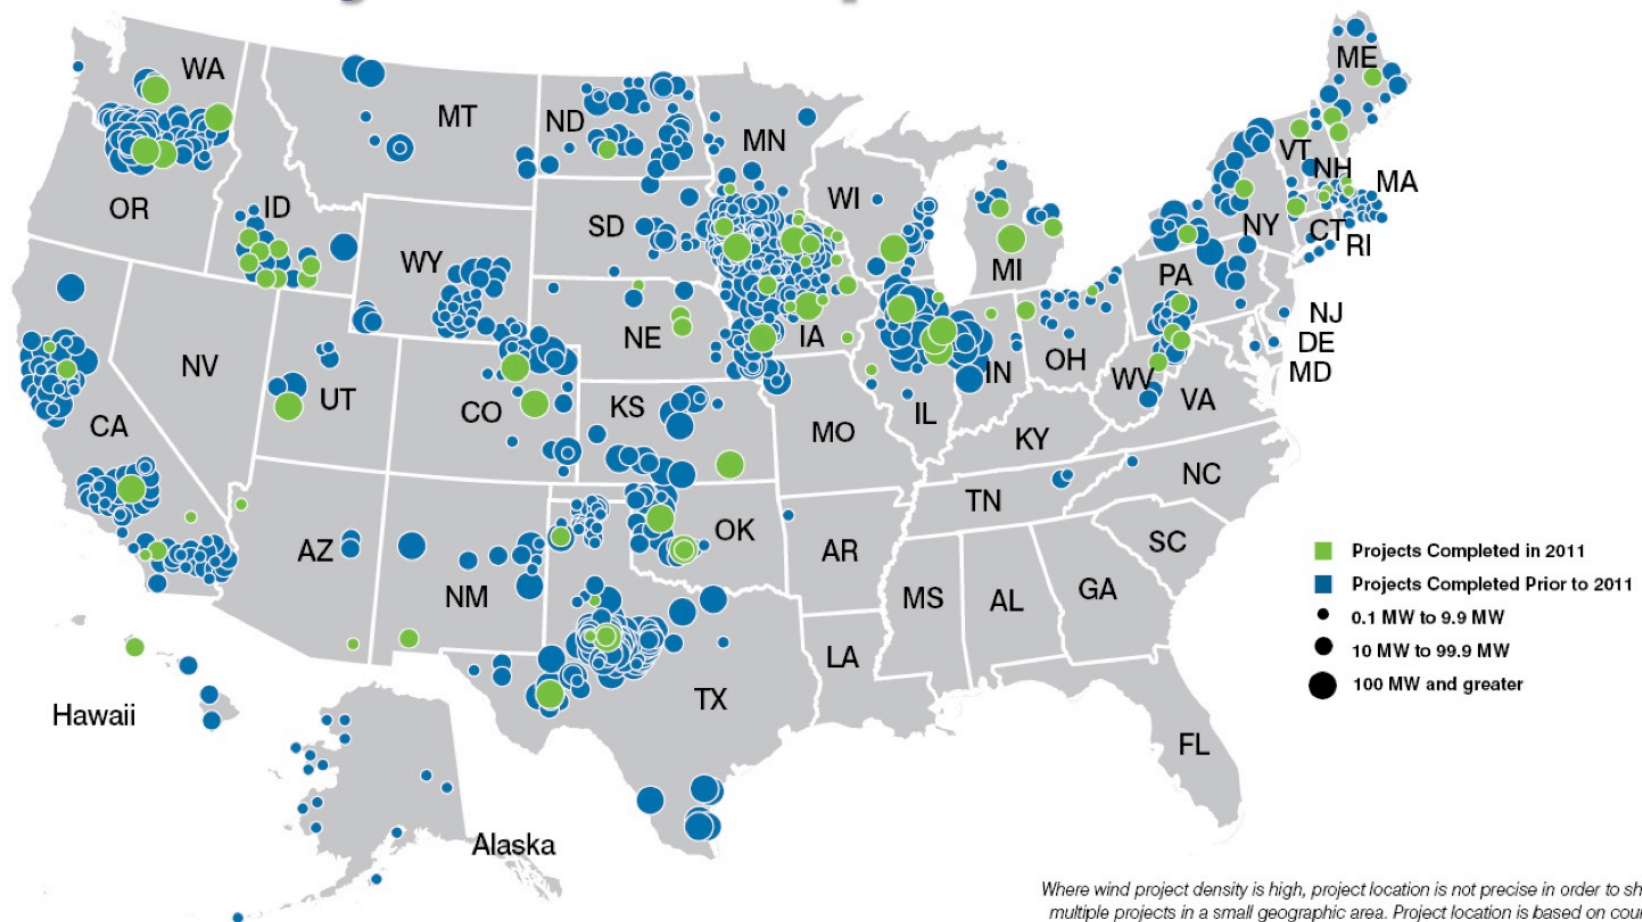 WA
MT
ND
MN
ME
VT
NH
MA
OR
ID
SD
WI
NY
CT
RI
WY
MI
PA
NJ
NE
IA
IN
OH
DE
MD
NV
UT
CO
KS
IL
WV
VA
CA
MO
KY
NC
TN
AZ
NM
OK
AR
SC
MS
AL
GA
LA
TX
FL
Hawaii
Alaska
Projects Completed in 2011
Projects Completed Prior to 2011
0.1 MW to 9.9 MW
10 MW to 99.9 MW
100 MW and greater
Where wind project density is high, project location is not precise in order to sh
multiple projects in a small geographic area. Project location is based on cou